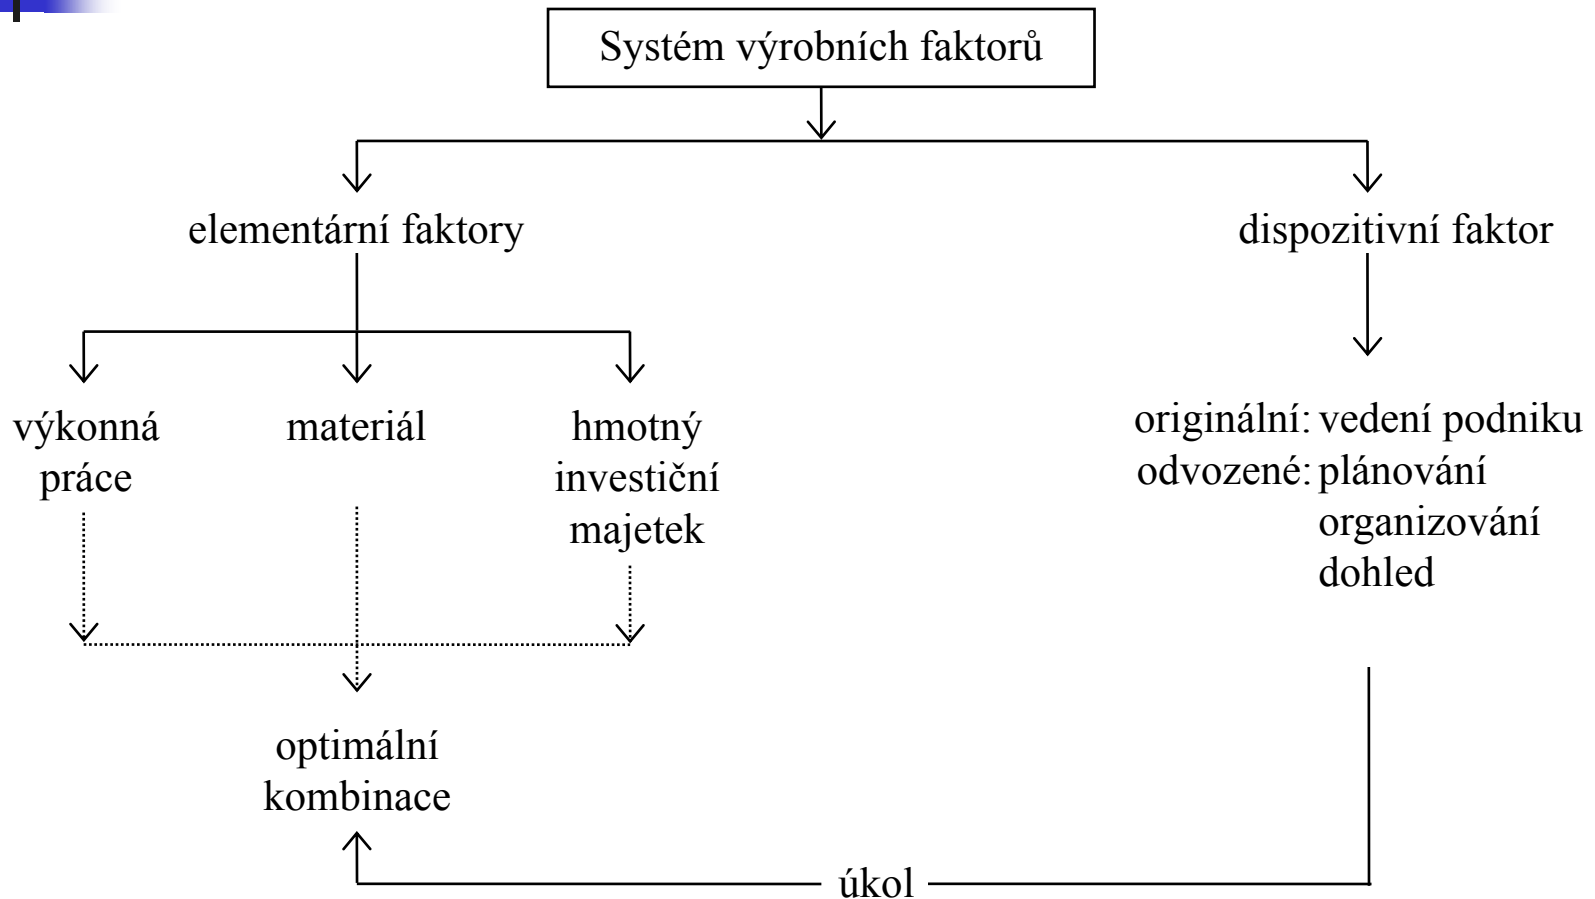 Systém výrobních faktorů
elementární faktory
dispozitivní faktor
výkonná
práce
materiál
hmotný
investiční
majetek
originální: vedení podniku
odvozené: plánování
organizování
dohled
optimální
kombinace
úkol